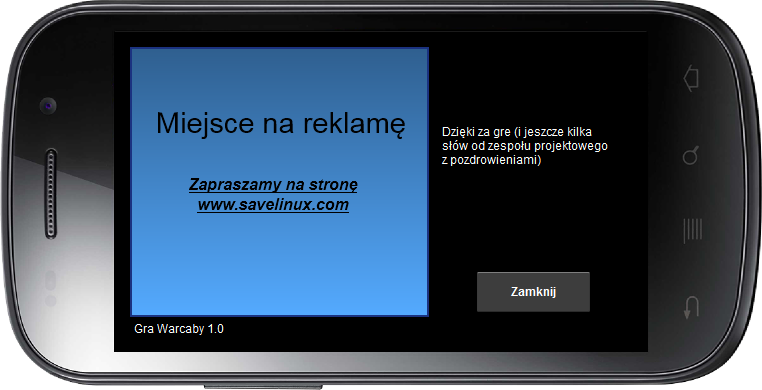 Miejsce na reklamę
Zapraszamy na stronę
www.savelinux.com
Dzięki za gre (i jeszcze kilka
słów od zespołu projektowego
z pozdrowieniami)
Zamknij
Gra Warcaby 1.0